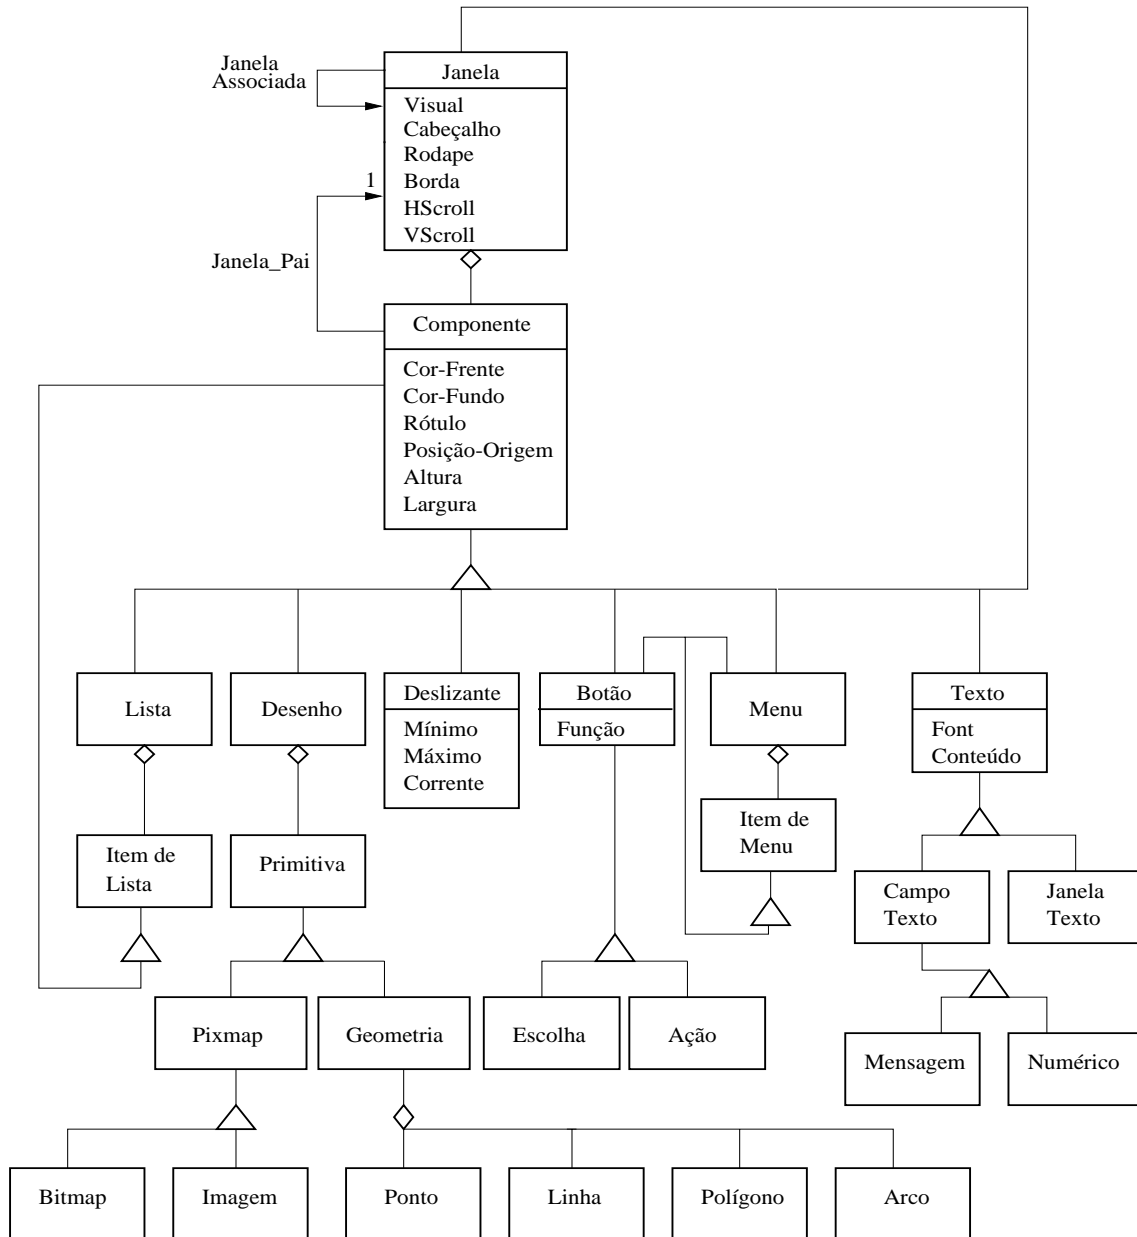 Janela
Associada
Janela
Visual
Cabeçalho
Rodape
Borda
HScroll
VScroll
1
Janela_Pai
Componente
Cor-Frente
Cor-Fundo
Rótulo
Posição-Origem
Altura
Largura
Lista
Desenho
Deslizante
Mínimo
Máximo
Corrente
Botão
Função
Menu
Texto
Font
Conteúdo
Item de
Lista
Primitiva
Item de
Menu
Campo
Texto
Janela
Texto
Pixmap
Geometria
Escolha
Ação
Mensagem
Numérico
Bitmap
Imagem
Ponto
Linha
Polígono
Arco